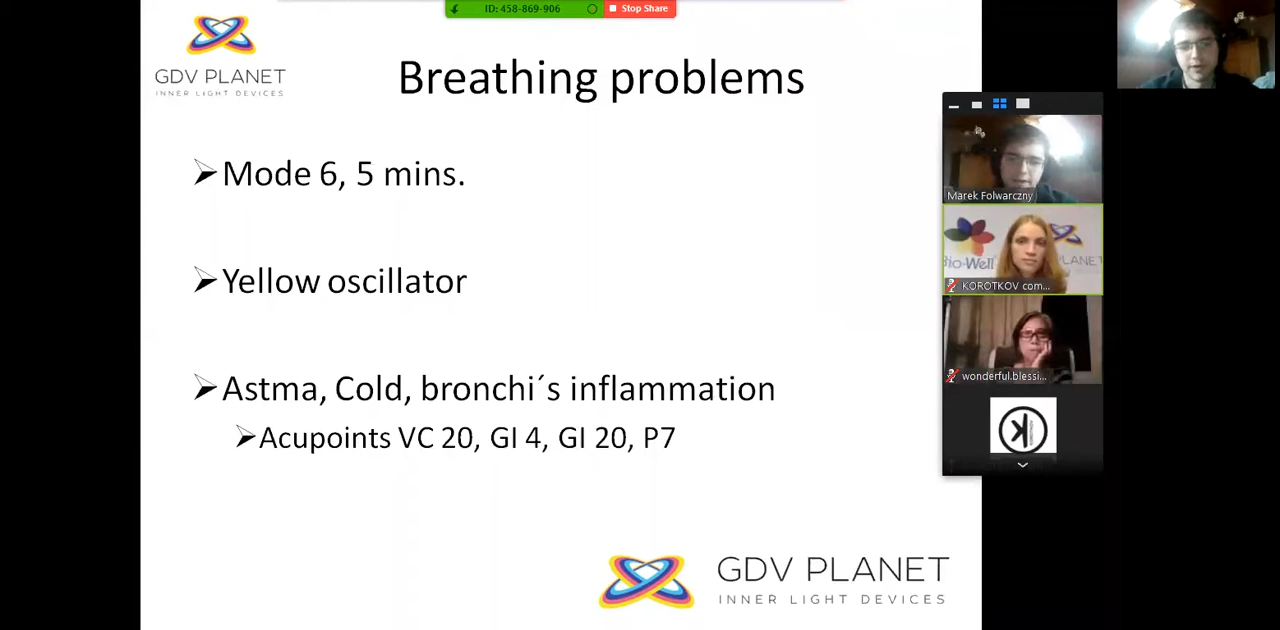 ID: 458-869-906
Stop Share
GDV PLANET
INNER LIGHT DEVICES
Breathing problems
Mode 6, 5 mins.
Yellow oscillator
Astma, Cold, bronchi´s inflammation
Acupoints VC 20, GI 4, GI 20, P7
GDV PLANET
INNER LIGHT DEVICES
Marek Folwarczny
KOROTKOV com...
wonderful.blessi...